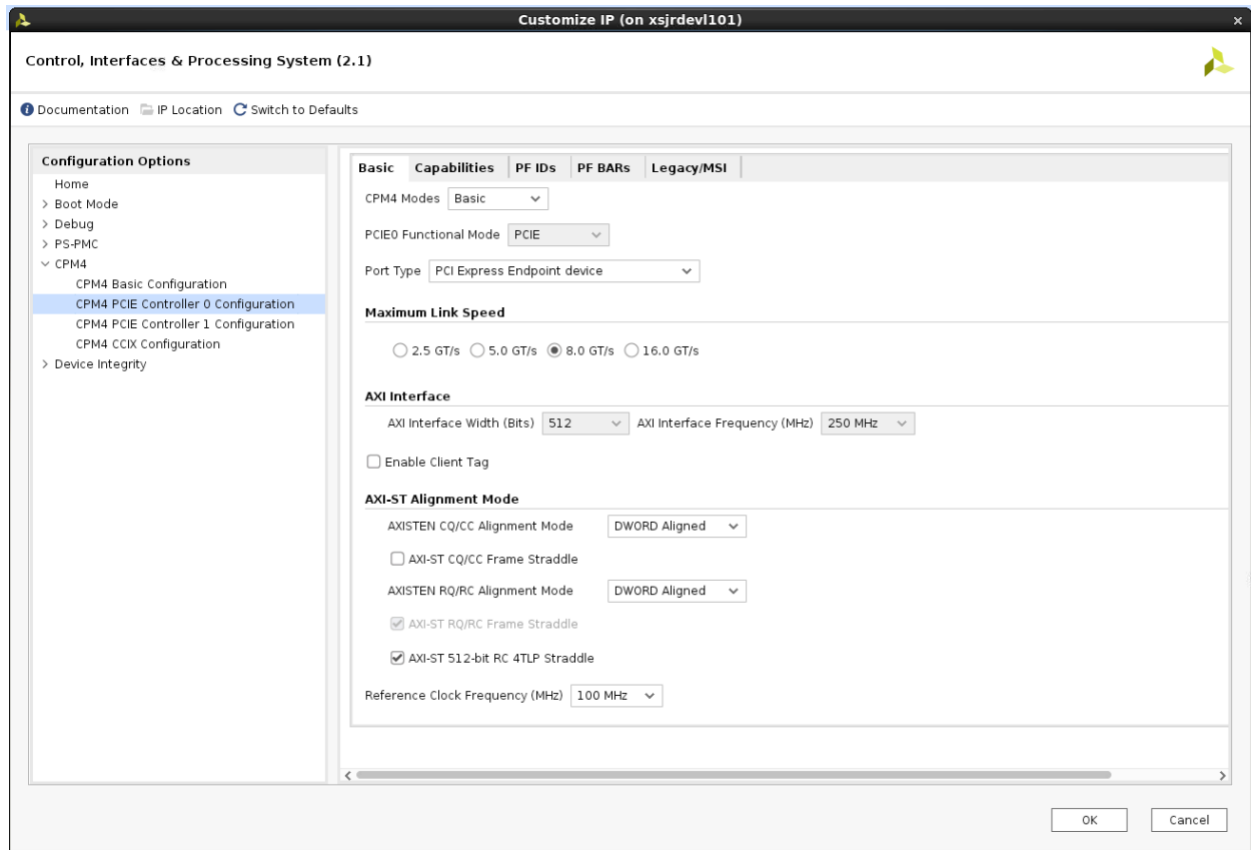 Customize IP (on xsjrdevl101)
Control, Interfaces & Processing System (2.1)
Documentation IP Location Switch to Defaults
Configuration Options
Home
Boot Mode
Debug
PS-PMC
CPM4
CPM4 Basic Configuration
CPM4 PCIE Controller 0 Configuration
CPM4 PCIE Controller 1 Configuration
CPM4 CCIX Configuration
Device Integrity
Basic Capabilities PF IDs PF BARs Legacy/MSI
CPM4 Modes Basic
PCIE0 Functional Mode PCIE
Port Type PCI Express Endpoint device
Maximum Link Speed
2.5 GT/s 5.0 GT/s 8.0 GT/s 16.0 GT/s
AXI Interface
AXI Interface Width (Bits) 512 AXI Interface Frequency (MHz) 250 MHz
Enable Client Tag
AXI-ST Alignment Mode
AXISTEN CQ/CC Alignment Mode DWORD Aligned
AXI-ST CQ/CC Frame Straddle
AXISTEN RQ/RC Alignment Mode DWORD Aligned
AXI-ST RQ/RC Frame Straddle
AXI-ST 512-bit RC 4TLP Straddle
Reference Clock Frequency (MHz) 100 MHz
OK Cancel